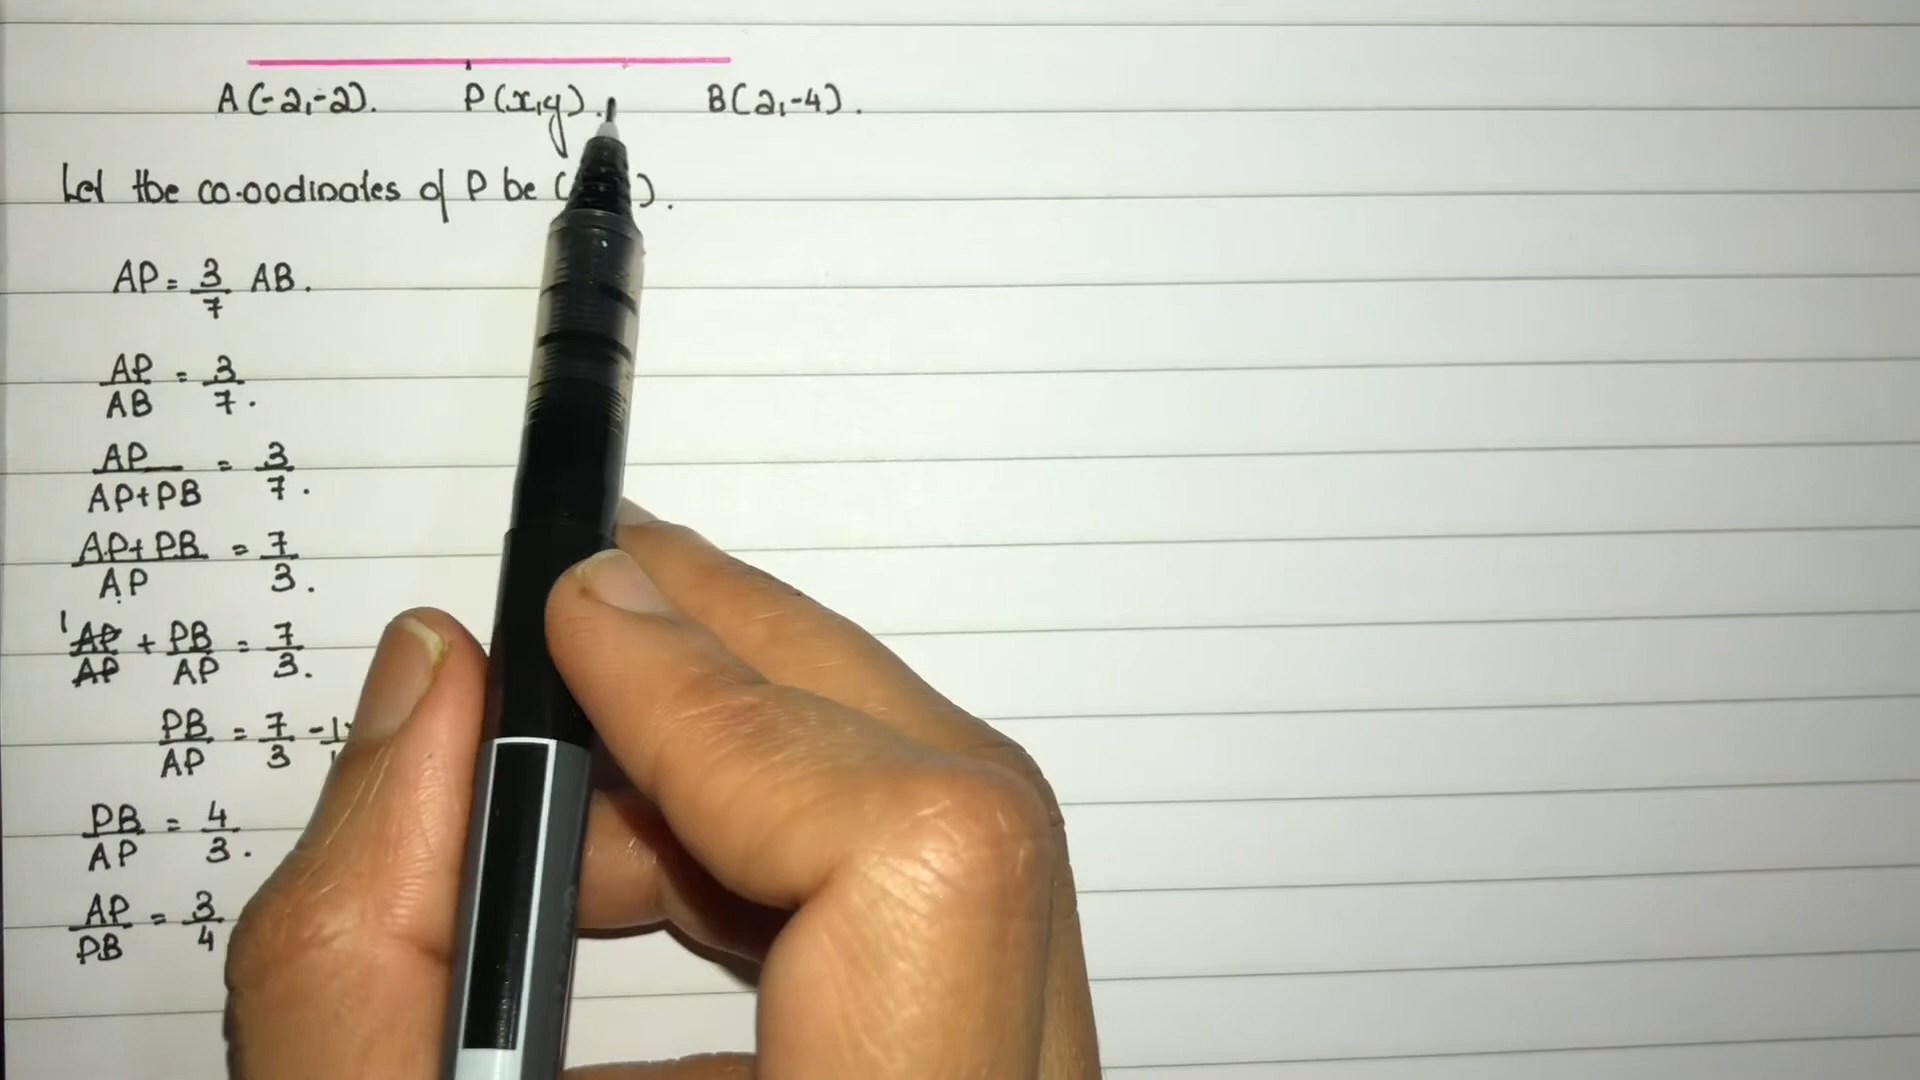 A(-2,-2). P(x,y). B(2,-4).
Let the co.oodinates of P be ( ).
AP = 3/7 AB.
AP/AB = 3/7.
AP/AP+PB = 3/7.
AP+PB/AP = 7/3.
1 AP/AP + PB/AP = 7/3.
PB/AP = 7/3 - 1
PB/AP = 4/3.
AP/PB = 3/4